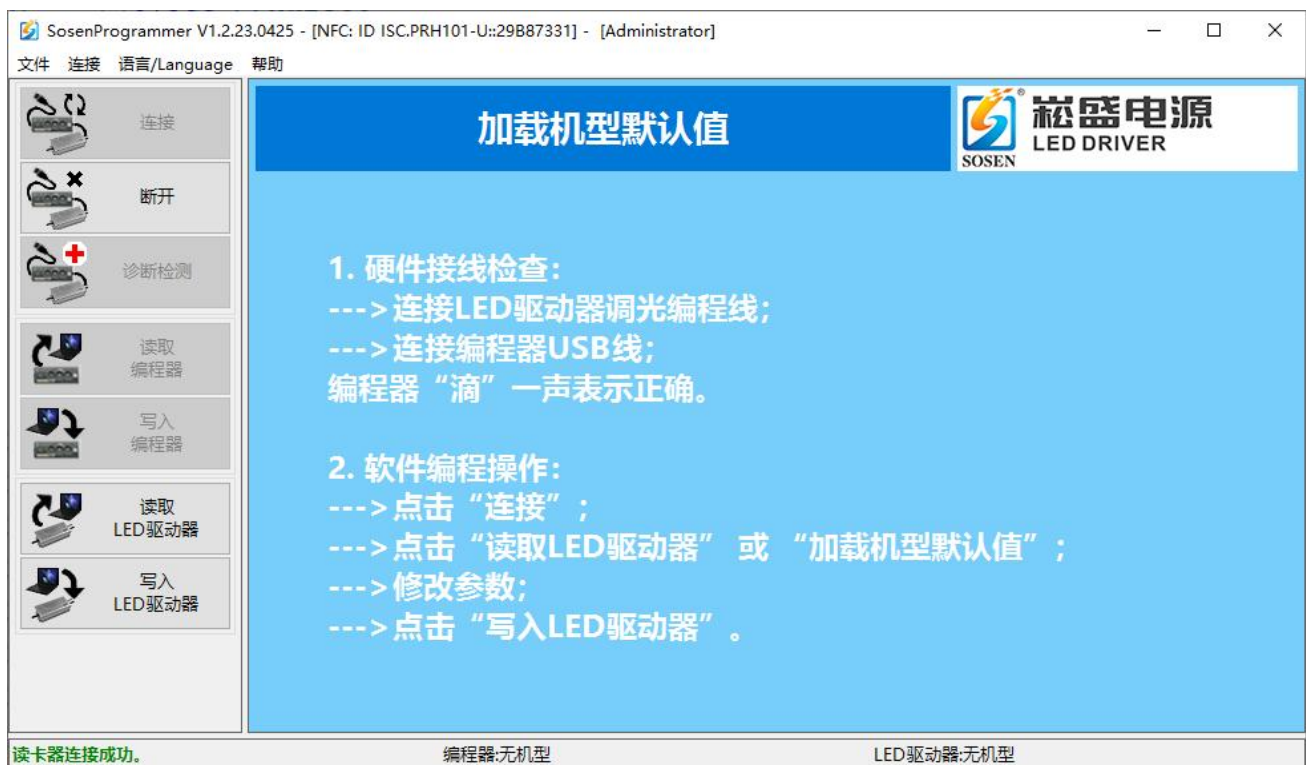 SosenProgrammer V1.2.23.0425 - [NFC: ID ISC.PRH101-U::29B87331] - [Administrator]
文件 连接 语言/Language 帮助
连接
断开
诊断检测
读取
编程器
写入
编程器
读取
LED驱动器
写入
LED驱动器
加载机型默认值
SOSEN
®
崧盛电源
LED DRIVER
1. 硬件接线检查：
--->连接LED驱动器调光编程线；
--->连接编程器USB线；
编程器“滴”一声表示正确。
2. 软件编程操作：
--->点击“连接”；
--->点击“读取LED驱动器” 或 “加载机型默认值”；
--->修改参数；
--->点击“写入LED驱动器”。
读卡器连接成功。 编程器:无机型 LED驱动器:无机型